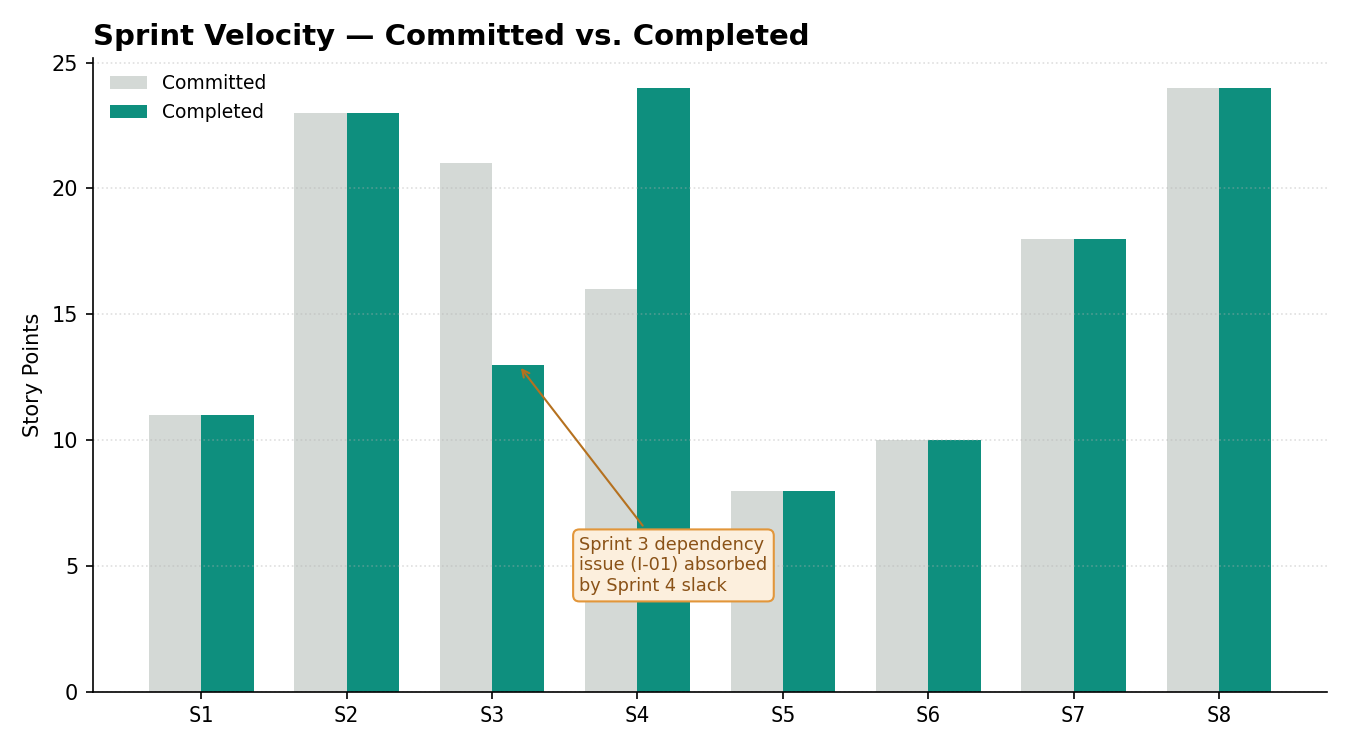 Sprint Velocity — Committed vs. Completed
Committed
Completed
Story Points
25
20
15
10
5
0
Sprint 3 dependency
issue (I-01) absorbed
by Sprint 4 slack
S1 S2 S3 S4 S5 S6 S7 S8